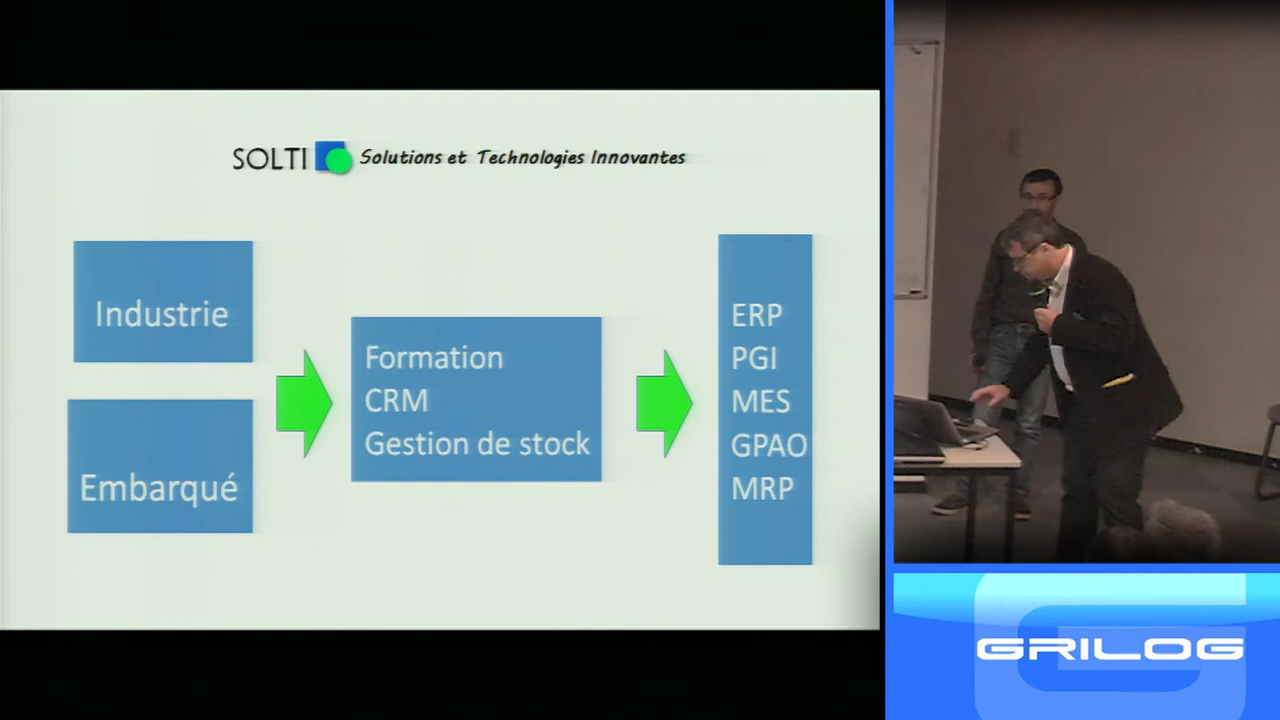 SOLTI Solutions et Technologies Innovantes
Industrie
Embarqué
Formation
CRM
Gestion de stock
ERP
PGI
MES
GPAO
MRP
GRILOG